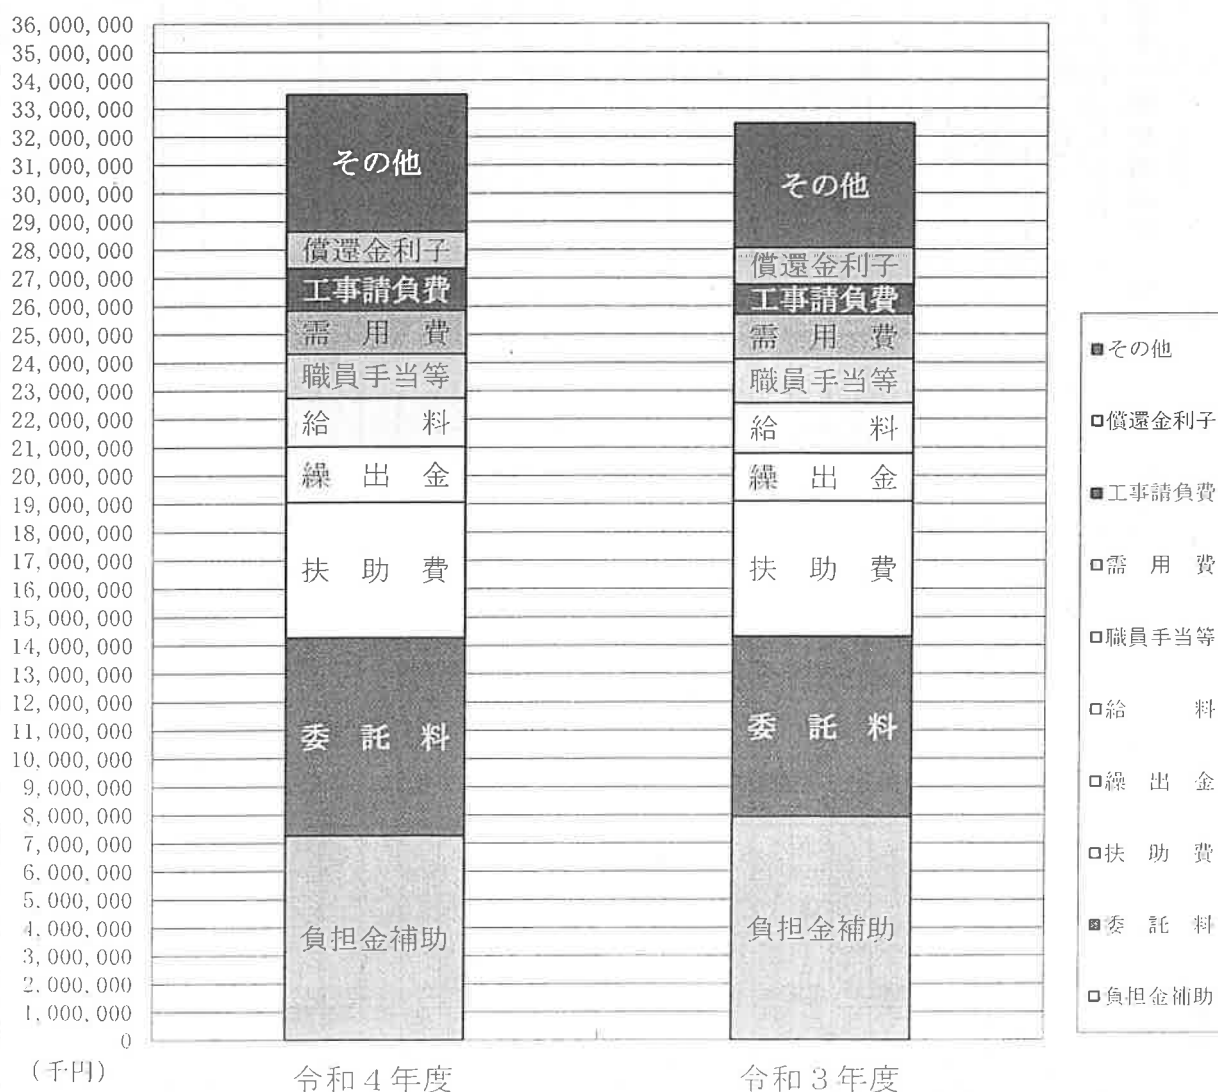 36,000,000
35,000,000
34,000,000
33,000,000
32,000,000
31,000,000
30,000,000
29,000,000
28,000,000
27,000,000
26,000,000
25,000,000
24,000,000
23,000,000
22,000,000
21,000,000
20,000,000
19,000,000
18,000,000
17,000,000
16,000,000
15,000,000
14,000,000
13,000,000
12,000,000
11,000,000
10,000,000
9,000,000
8,000,000
7,000,000
6,000,000
5,000,000
4,000,000
3,000,000
2,000,000
1,000,000
0
(千円)
その他
償還金利子
工事請負費
需用費
職員手当等
給料
繰出金
扶助費
委託料
負担金補助
令和4年度
その他
償還金利子
工事請負費
需用費
職員手当等
給料
繰出金
扶助費
委託料
負担金補助
令和3年度
その他
償還金利子
工事請負費
需用費
職員手当等
給料
繰出金
扶助費
委託料
負担金補助